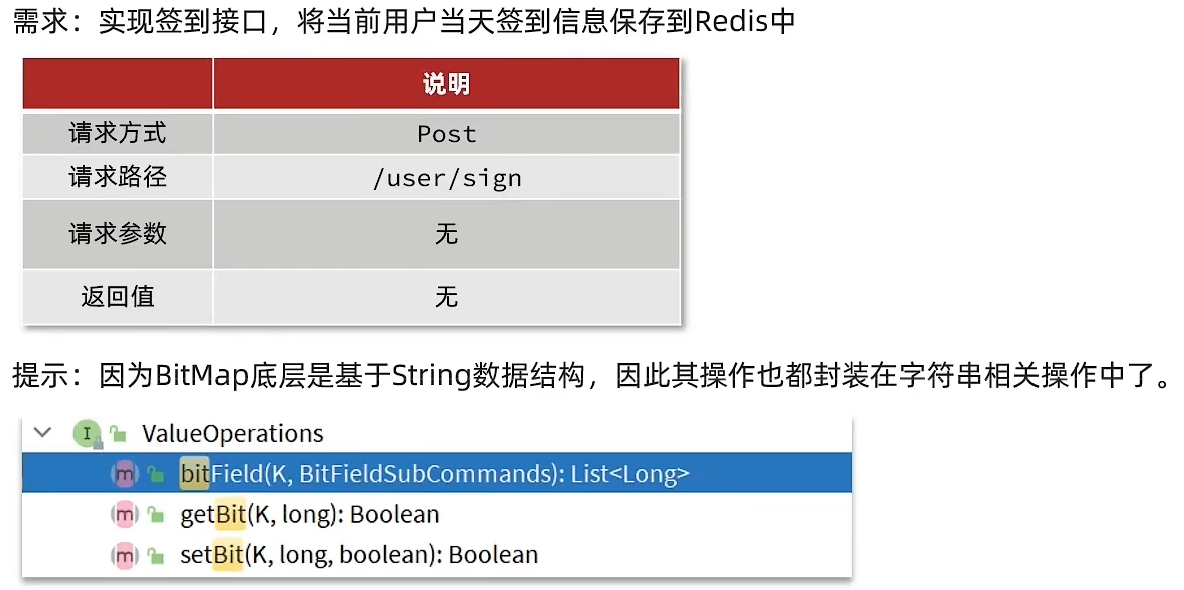 需求：实现签到接口，将当前用户当天签到信息保存到Redis中
说明
请求方式 Post
请求路径 /user/sign
请求参数 无
返回值 无
提示：因为BitMap底层是基于String数据结构，因此其操作也都封装在字符串相关操作中了。
I ValueOperations
m bitField(K, BitFieldSubCommands): List<Long>
m getBit(K, long): Boolean
m setBit(K, long, boolean): Boolean